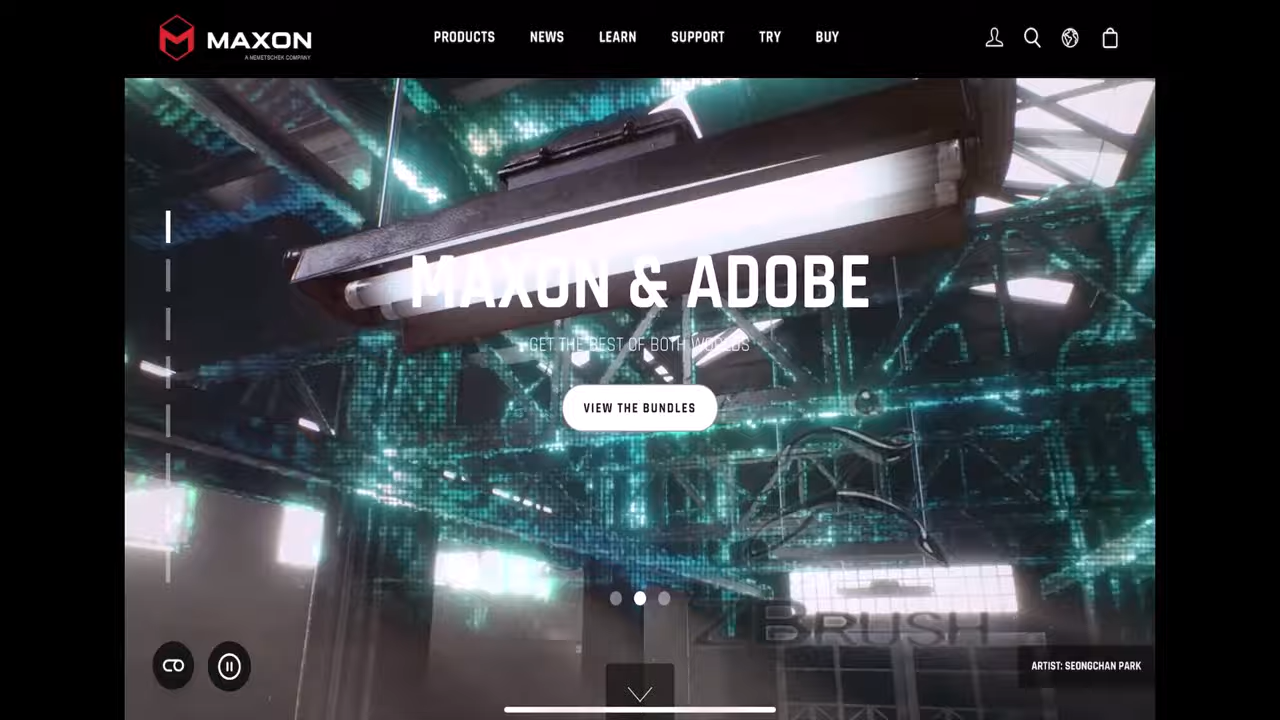 MAXON
A NEMETSCHEK COMPANY
PRODUCTS NEWS LEARN SUPPORT TRY BUY
MAXON & ADOBE
GET THE BEST OF BOTH WORLDS
VIEW THE BUNDLES
ZBRUSH
ARTIST: SEONGCHAN PARK